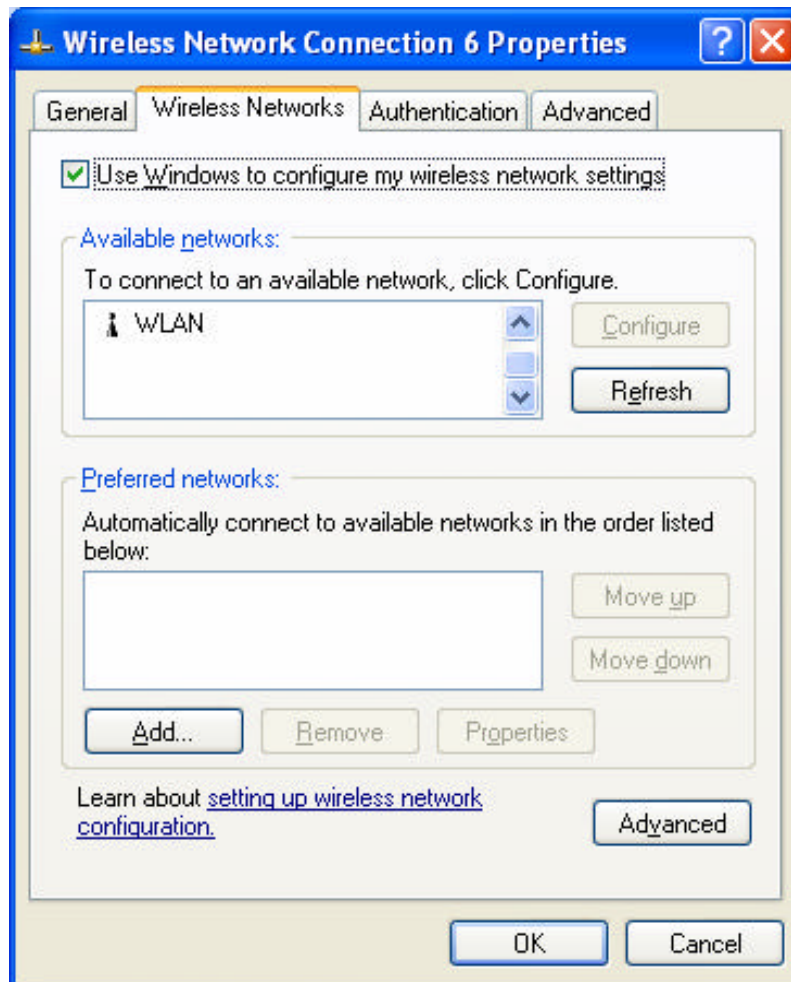 Wireless Network Connection 6 Properties
General Wireless Networks Authentication Advanced
Use Windows to configure my wireless network settings
Available networks:
To connect to an available network, click Configure.
WLAN
Configure
Refresh
Preferred networks:
Automatically connect to available networks in the order listed
below:
Move up
Move down
Add... Remove Properties
Learn about setting up wireless network
configuration.
Advanced
OK Cancel